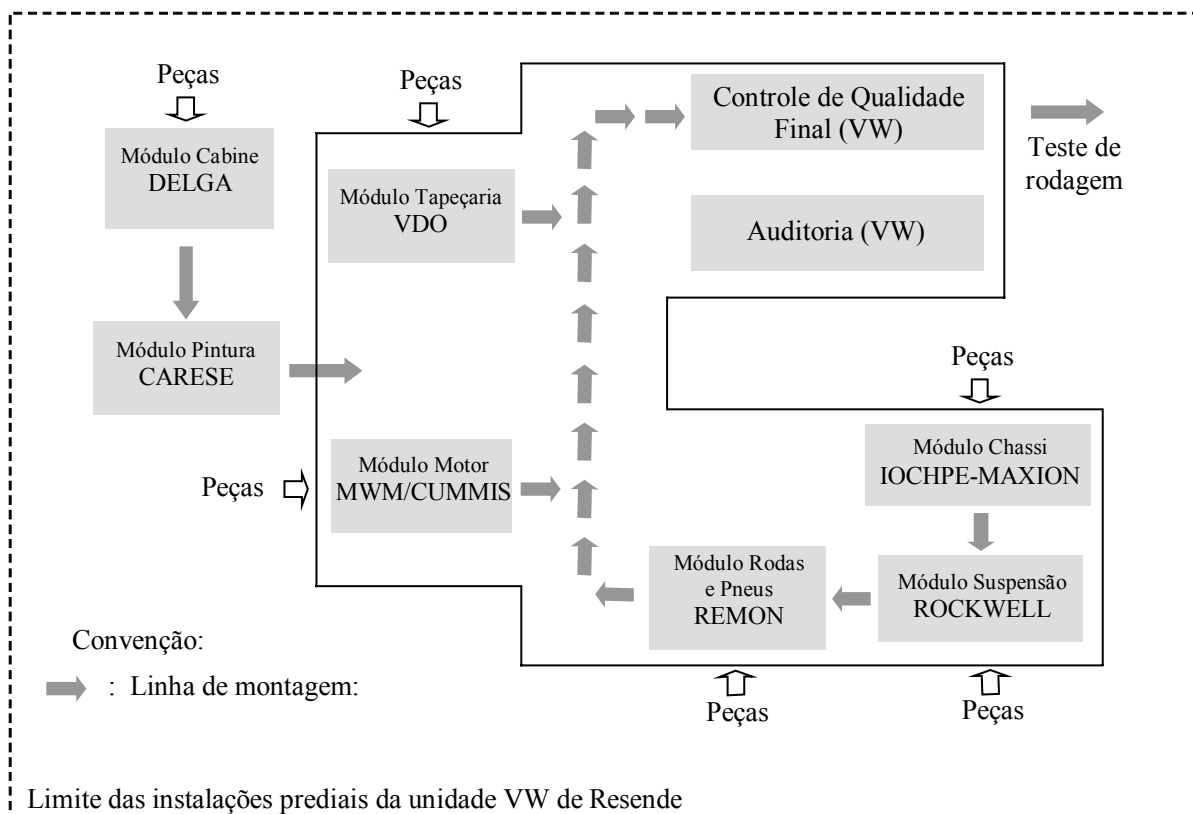 Peças
Módulo Cabine
DELGA
Módulo Pintura
CARESE
Peças
Módulo Tapeçaria
VDO
Peças
Módulo Motor
MWM/CUMMIS
Controle de Qualidade
Final (VW)
Auditoria (VW)
Teste de
rodagem
Peças
Módulo Chassi
IOCHPE-MAXION
Módulo Suspensão
ROCKWELL
Módulo Rodas
e Pneus
REMON
Peças
Peças
Convenção:
: Linha de montagem:
Limite das instalações prediais da unidade VW de Resende